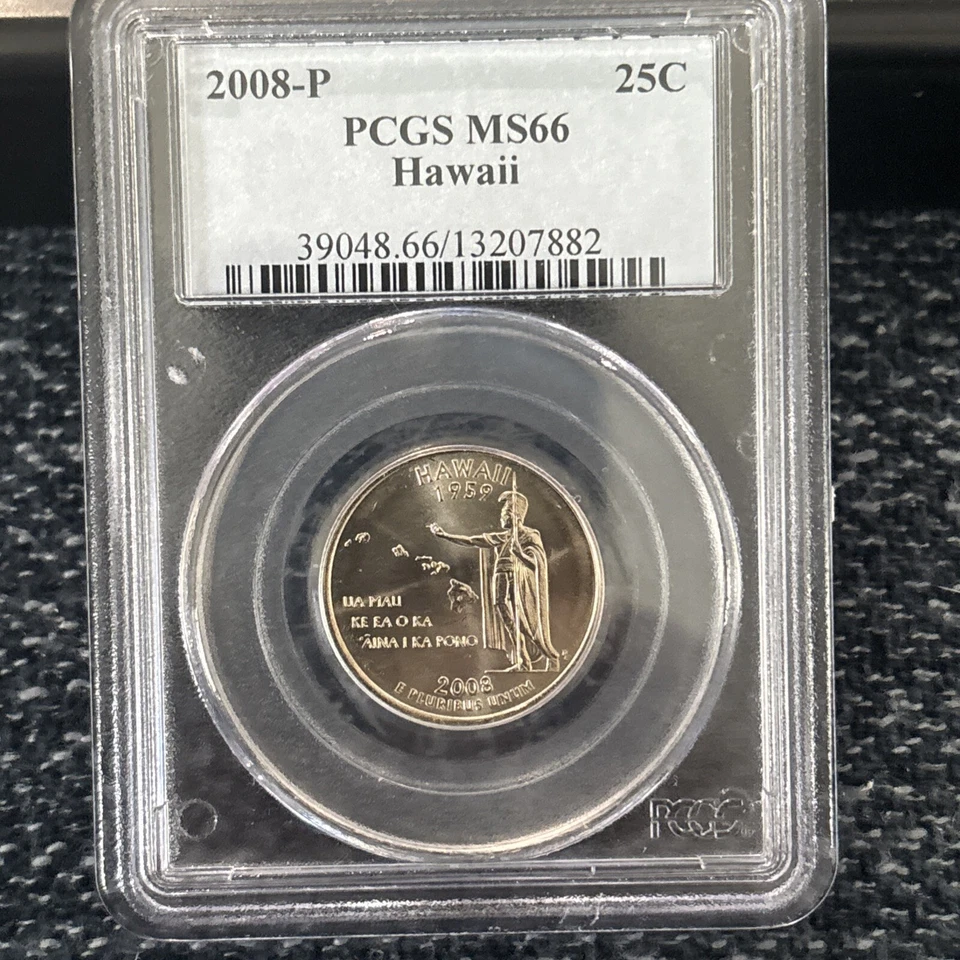 2008-P 25C
PCGS MS66
Hawaii
39048.66/13207882
HAWAII
1959
UA MAU
KE EA O KA
ʻĀINA I KA PONO
2008
E PLURIBUS UNUM
PCGS